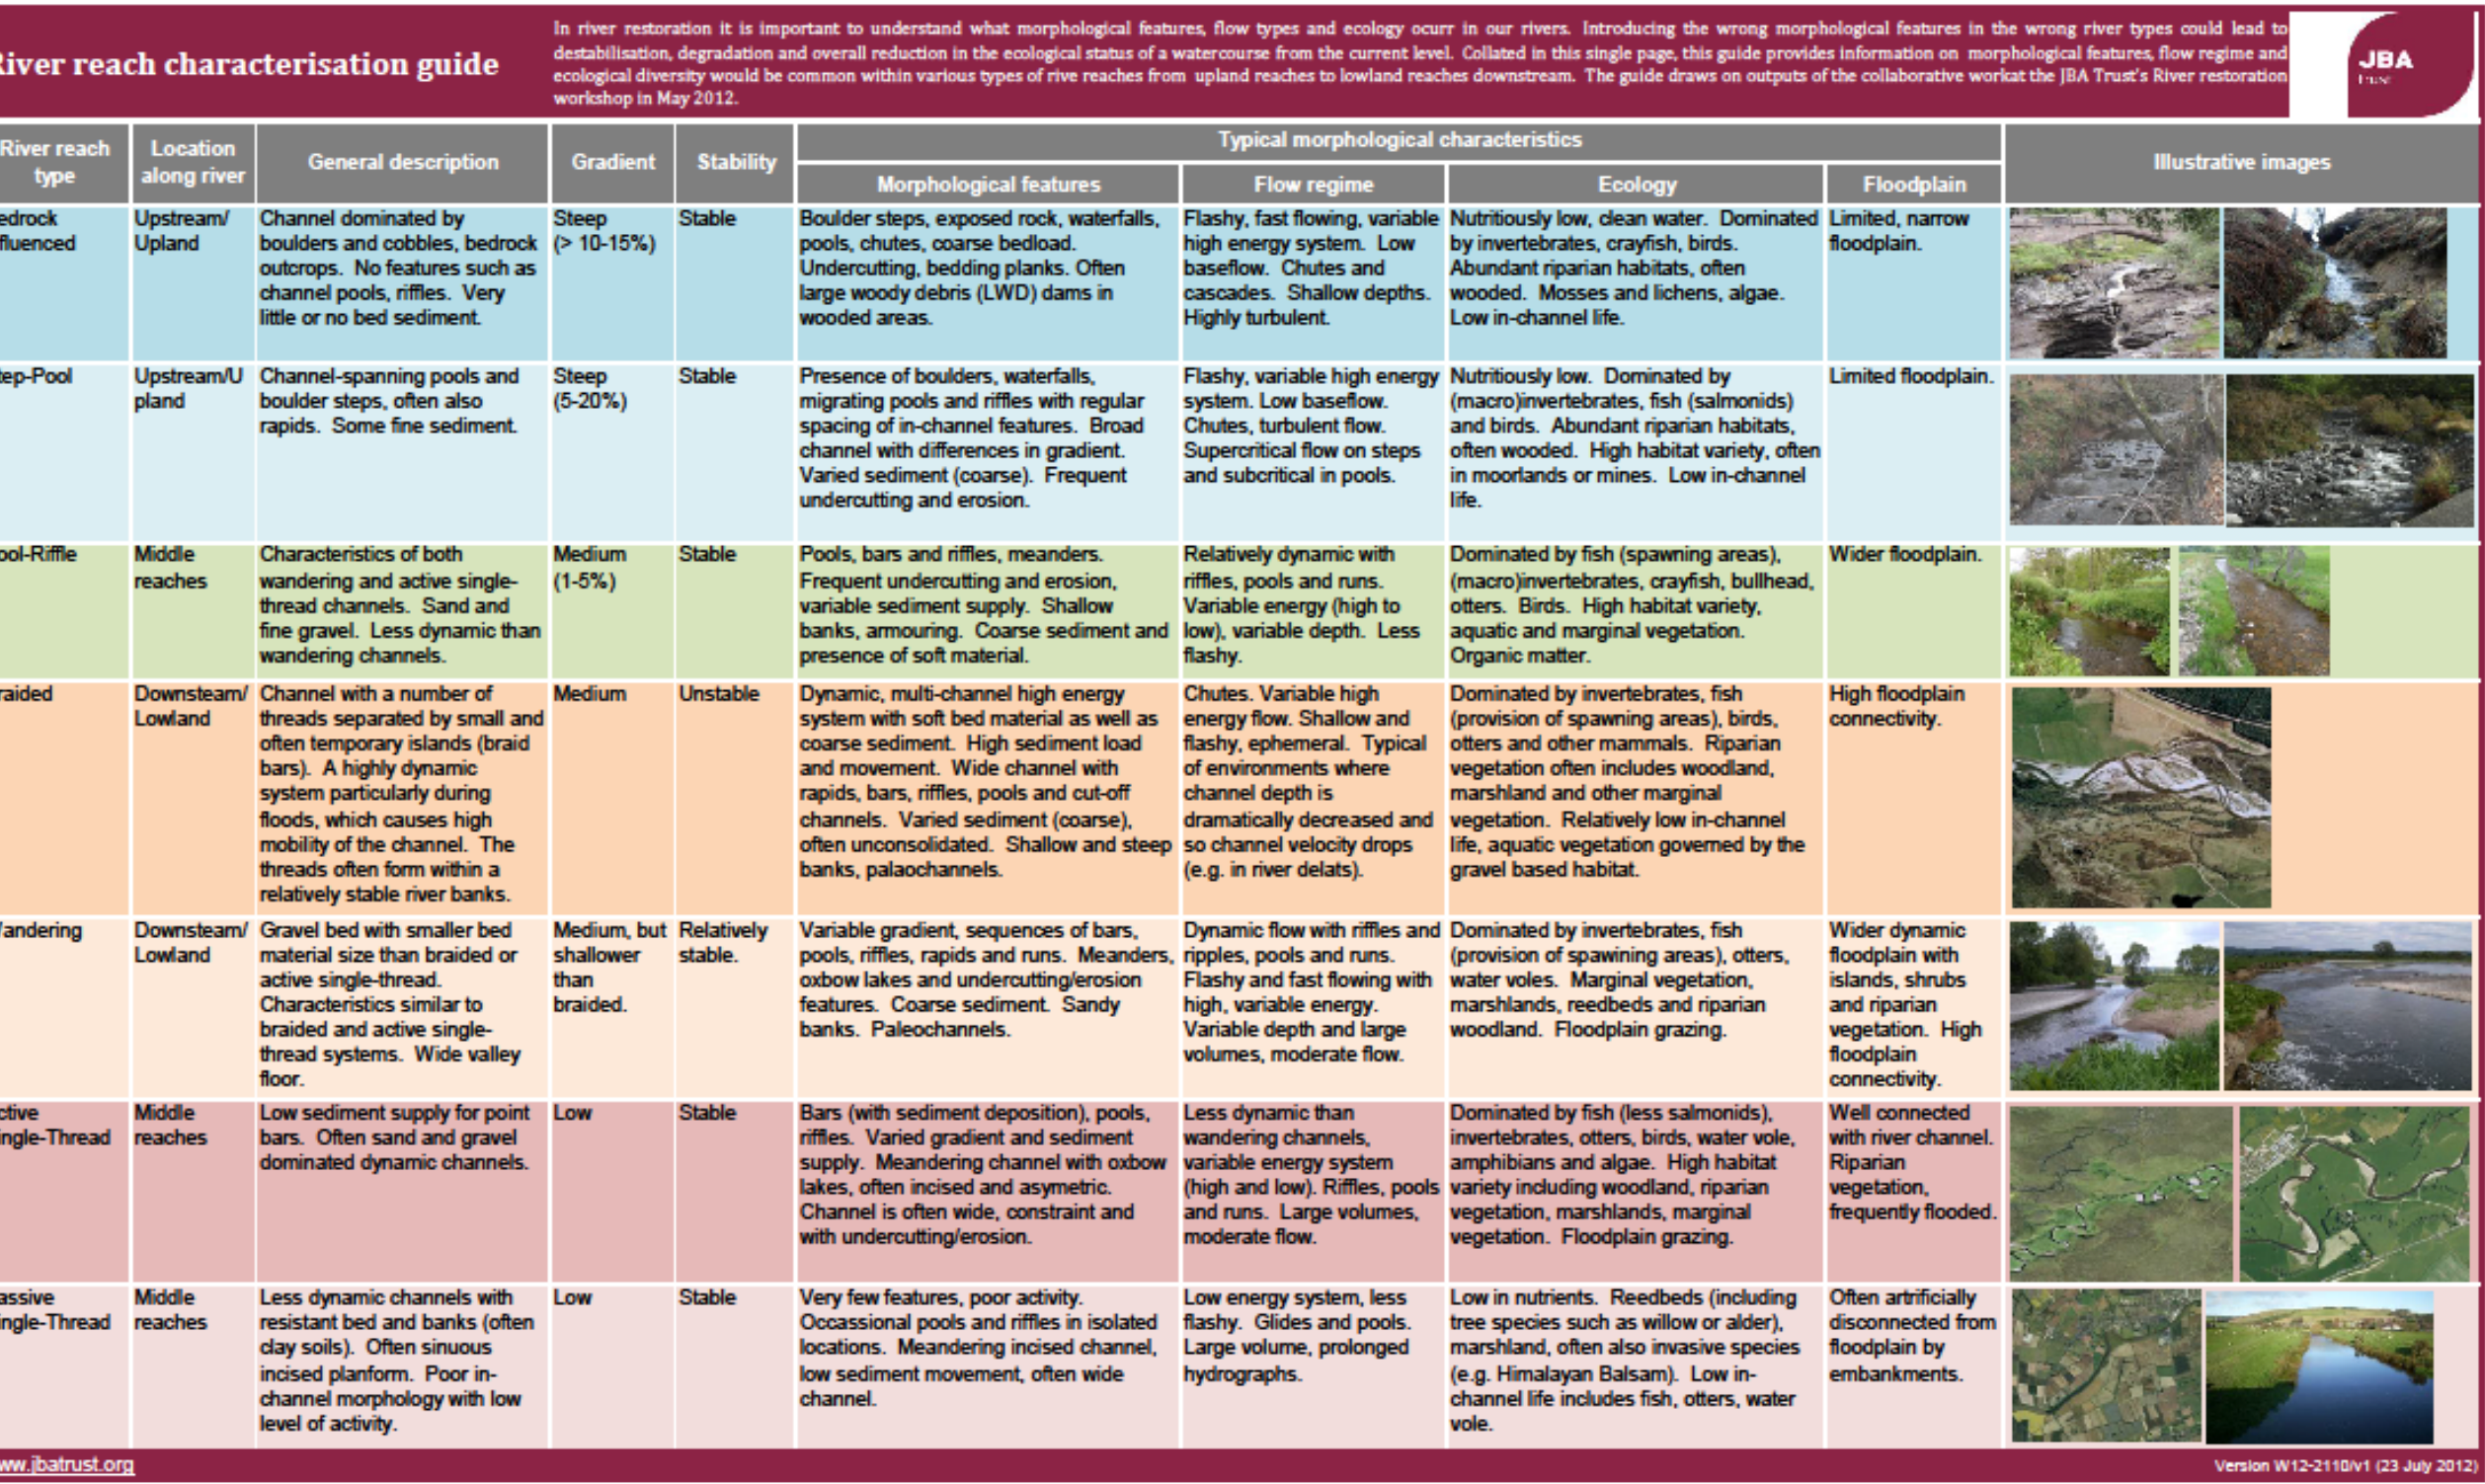 River reach characterisation guide
In river restoration it is important to understand what morphological features, flow types and ecology ocurr in our rivers. Introducing the wrong morphological features in the wrong river types could lead to
destabilisation, degradation and overall reduction in the ecological status of a watercourse from the current level. Collated in this single page, this guide provides information on morphological features, flow regime and
ecological diversity would be common within various types of rive reaches from upland reaches to lowland reaches downstream. The guide draws on outputs of the collaborative workat the JBA Trust's River restoration
workshop in May 2012.
JBA
trust
River reach
type
Location
along river
General description
Gradient
Stability
Typical morphological characteristics
Morphological features
Flow regime
Ecology
Floodplain
Illustrative images
edrock
fluenced
Upstream/
Upland
Channel dominated by
boulders and cobbles, bedrock
outcrops. No features such as
channel pools, riffles. Very
little or no bed sediment.
Steep
(> 10-15%)
Stable
Boulder steps, exposed rock, waterfalls,
pools, chutes, coarse bedload.
Undercutting, bedding planks. Often
large woody debris (LWD) dams in
wooded areas.
Flashy, fast flowing, variable
high energy system. Low
baseflow. Chutes and
cascades. Shallow depths.
Highly turbulent.
Nutritiously low, clean water. Dominated
by invertebrates, crayfish, birds.
Abundant riparian habitats, often
wooded. Mosses and lichens, algae.
Low in-channel life.
Limited, narrow
floodplain.
tep-Pool
Upstream/U
pland
Channel-spanning pools and
boulder steps, often also
rapids. Some fine sediment.
Steep
(5-20%)
Stable
Presence of boulders, waterfalls,
migrating pools and riffles with regular
spacing of in-channel features. Broad
channel with differences in gradient.
Varied sediment (coarse). Frequent
undercutting and erosion.
Flashy, variable high energy
system. Low baseflow.
Chutes, turbulent flow.
Supercritical flow on steps
and subcritical in pools.
Nutritiously low. Dominated by
(macro)invertebrates, fish (salmonids)
and birds. Abundant riparian habitats,
often wooded. High habitat variety, often
in moorlands or mines. Low in-channel
life.
Limited floodplain.
ool-Riffle
Middle
reaches
Characteristics of both
wandering and active single-
thread channels. Sand and
fine gravel. Less dynamic than
wandering channels.
Medium
(1-5%)
Stable
Pools, bars and riffles, meanders.
Frequent undercutting and erosion,
variable sediment supply. Shallow
banks, armouring. Coarse sediment and
presence of soft material.
Relatively dynamic with
riffles, pools and runs.
Variable energy (high to
low), variable depth. Less
flashy.
Dominated by fish (spawning areas),
(macro)invertebrates, crayfish, bullhead,
otters. Birds. High habitat variety,
aquatic and marginal vegetation.
Organic matter.
Wider floodplain.
raided
Downsteam/
Lowland
Channel with a number of
threads separated by small and
often temporary islands (braid
bars). A highly dynamic
system particularly during
floods, which causes high
mobility of the channel. The
threads often form within a
relatively stable river banks.
Medium
Unstable
Dynamic, multi-channel high energy
system with soft bed material as well as
coarse sediment. High sediment load
and movement. Wide channel with
rapids, bars, riffles, pools and cut-off
channels. Varied sediment (coarse),
often unconsolidated. Shallow and steep
banks, palaochannels.
Chutes. Variable high
energy flow. Shallow and
flashy, ephemeral. Typical
of environments where
channel depth is
dramatically decreased and
so channel velocity drops
(e.g. in river delats).
Dominated by invertebrates, fish
(provision of spawning areas), birds,
otters and other mammals. Riparian
vegetation often includes woodland,
marshland and other marginal
vegetation. Relatively low in-channel
life, aquatic vegetation governed by the
gravel based habitat.
High floodplain
connectivity.
andering
Downsteam/
Lowland
Gravel bed with smaller bed
material size than braided or
active single-thread.
Characteristics similar to
braided and active single-
thread systems. Wide valley
floor.
Medium, but
shallower
than
braided.
Relatively
stable.
Variable gradient, sequences of bars,
pools, riffles, rapids and runs. Meanders,
oxbow lakes and undercutting/erosion
features. Coarse sediment. Sandy
banks. Paleochannels.
Dynamic flow with riffles and
ripples, pools and runs.
Flashy and fast flowing with
high, variable energy.
Variable depth and large
volumes, moderate flow.
Dominated by invertebrates, fish
(provision of spawining areas), otters,
water voles. Marginal vegetation,
marshlands, reedbeds and riparian
woodland. Floodplain grazing.
Wider dynamic
floodplain with
islands, shrubs
and riparian
vegetation. High
floodplain
connectivity.
ctive
ingle-Thread
Middle
reaches
Low sediment supply for point
bars. Often sand and gravel
dominated dynamic channels.
Low
Stable
Bars (with sediment deposition), pools,
riffles. Varied gradient and sediment
supply. Meandering channel with oxbow
lakes, often incised and asymetric.
Channel is often wide, constraint and
with undercutting/erosion.
Less dynamic than
wandering channels,
variable energy system
(high and low). Riffles, pools
and runs. Large volumes,
moderate flow.
Dominated by fish (less salmonids),
invertebrates, otters, birds, water vole,
amphibians and algae. High habitat
variety including woodland, riparian
vegetation, marshlands, marginal
vegetation. Floodplain grazing.
Well connected
with river channel.
Riparian
vegetation,
frequently flooded.
assive
ingle-Thread
Middle
reaches
Less dynamic channels with
resistant bed and banks (often
clay soils). Often sinuous
incised planform. Poor in-
channel morphology with low
level of activity.
Low
Stable
Very few features, poor activity.
Occassional pools and riffles in isolated
locations. Meandering incised channel,
low sediment movement, often wide
channel.
Low energy system, less
flashy. Glides and pools.
Large volume, prolonged
hydrographs.
Low in nutrients. Reedbeds (including
tree species such as willow or alder),
marshland, often also invasive species
(e.g. Himalayan Balsam). Low in-
channel life includes fish, otters, water
vole.
Often artrificially
disconnected from
floodplain by
embankments.
ww.jbatrust.org
Version W12-2110/v1 (23 July 2012)